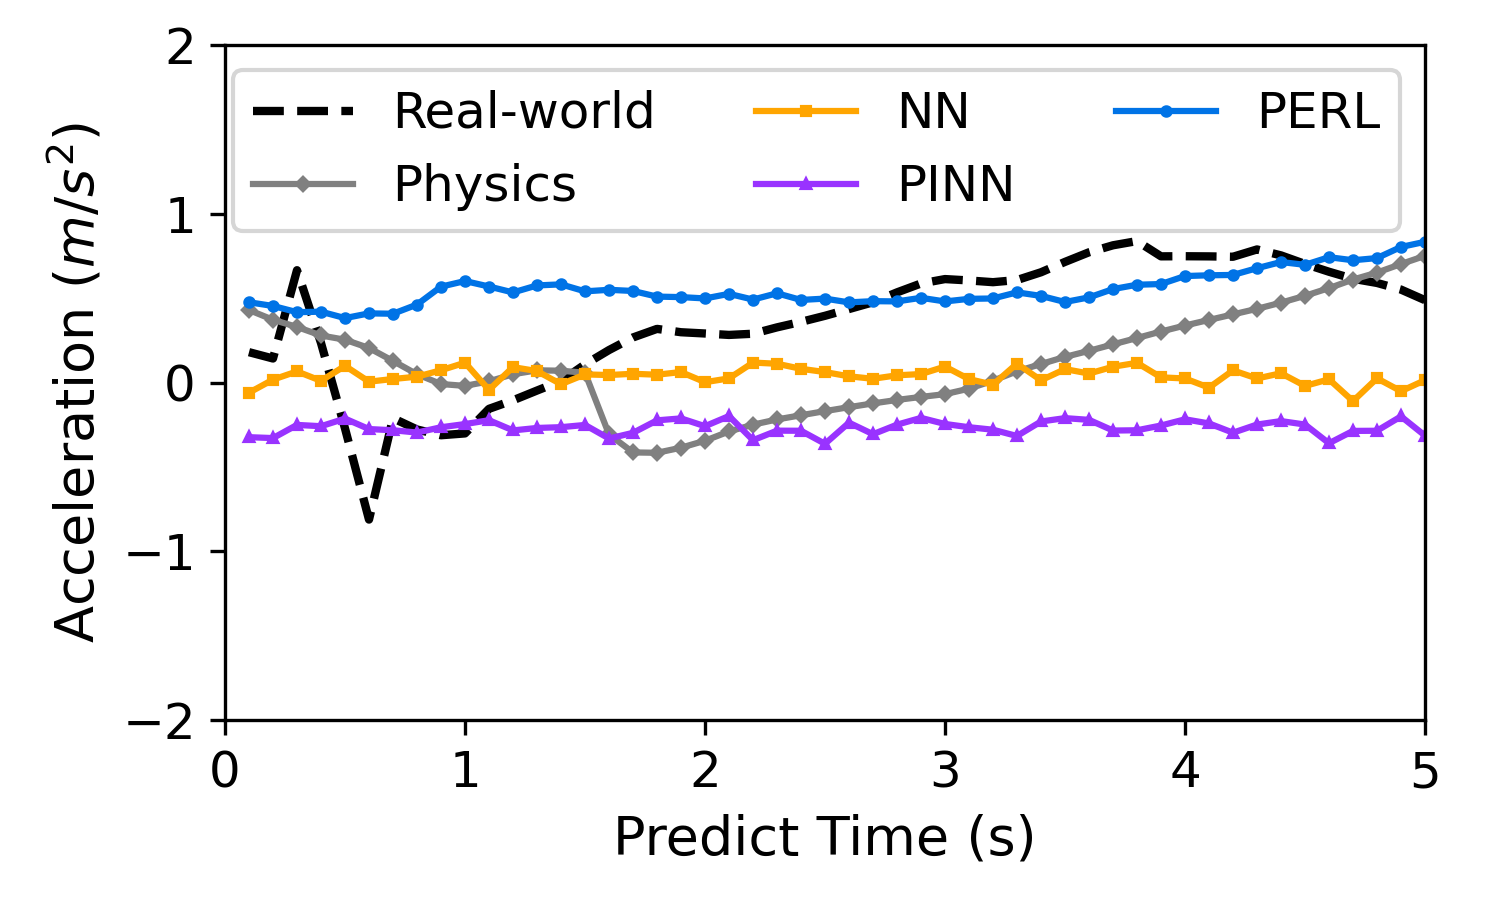 2
1
0
−1
−2
Acceleration (m/s²)
Real-world
Physics
NN
PINN
PERL
0 1 2 3 4 5
Predict Time (s)